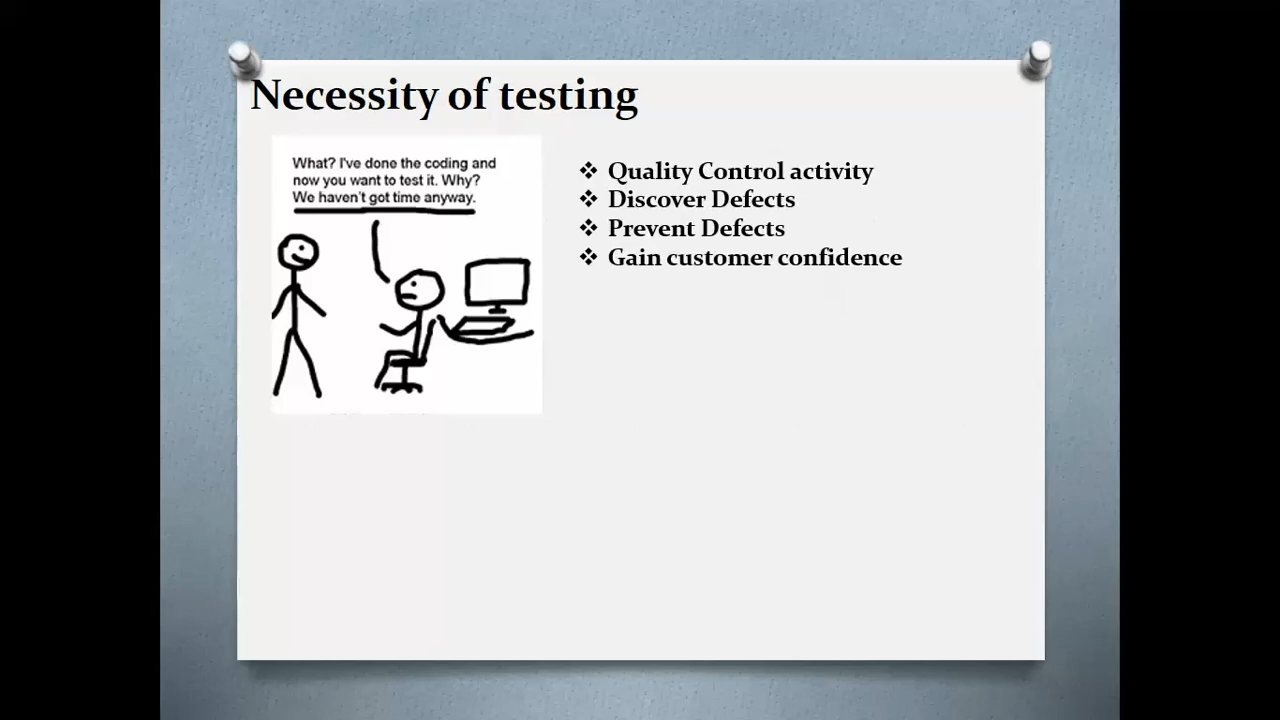 Necessity of testing
What? I've done the coding and
now you want to test it. Why?
We haven't got time anyway.
❖ Quality Control activity
❖ Discover Defects
❖ Prevent Defects
❖ Gain customer confidence